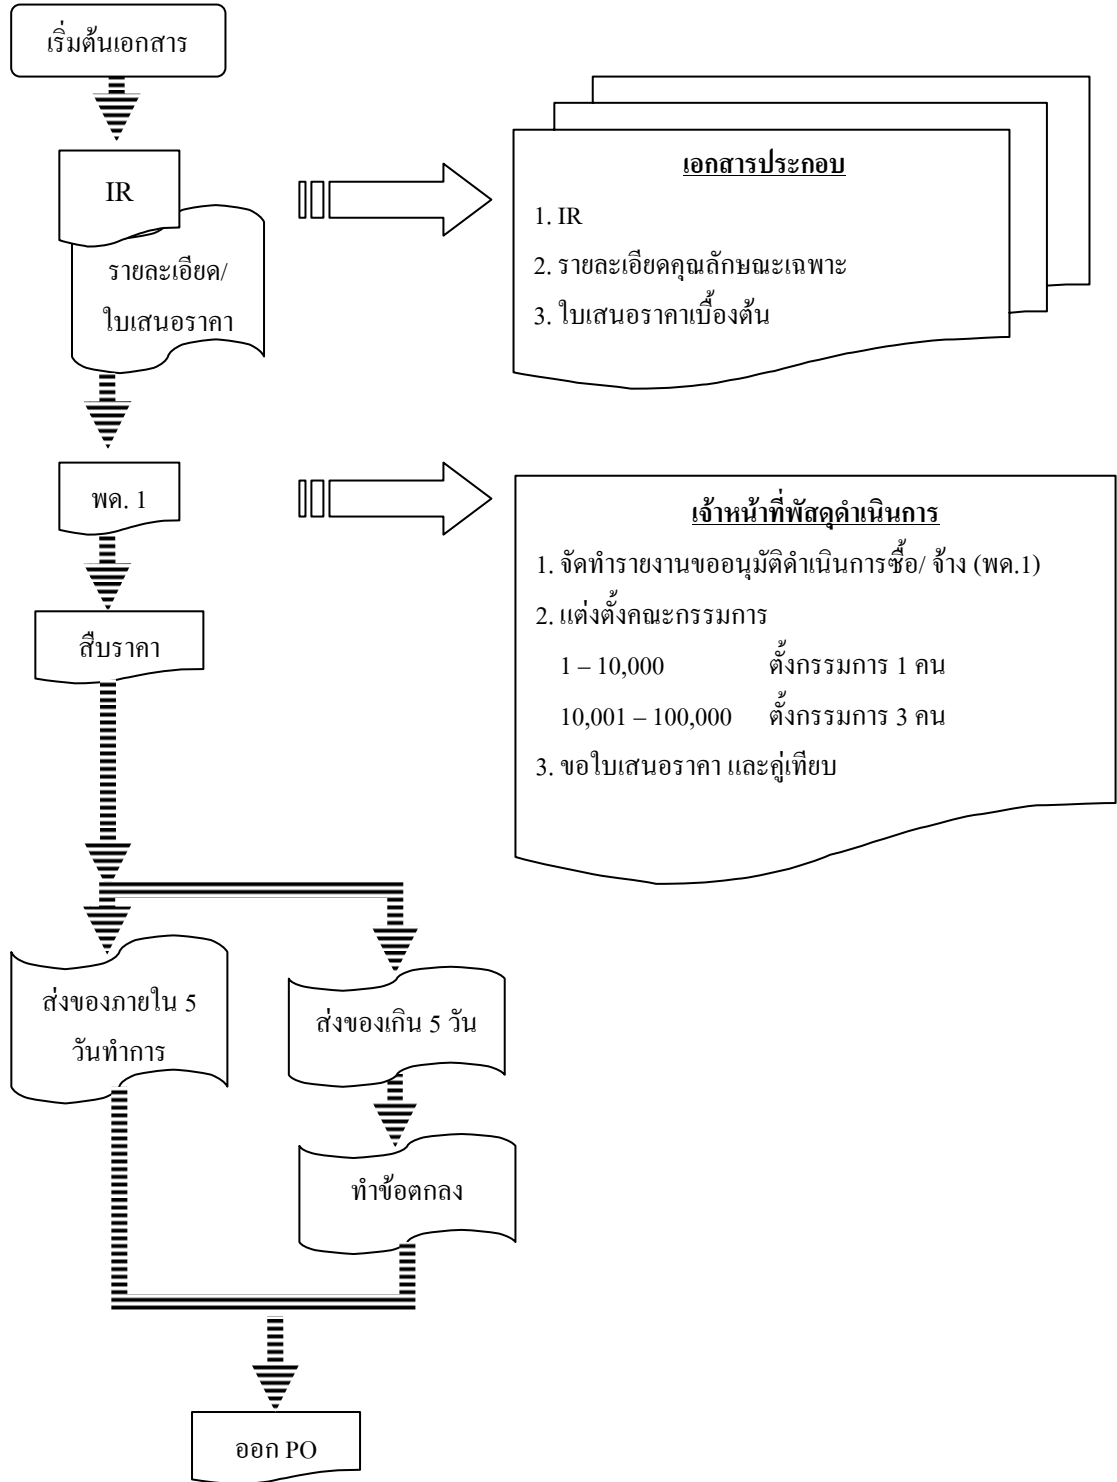 เริ่มต้นเอกสาร
IR
รายละเอียด/
ใบเสนอราคา
เอกสารประกอบ
1. IR
2. รายละเอียดคุณลักษณะเฉพาะ
3. ใบเสนอราคาเบื้องต้น
พด. 1
เจ้าหน้าที่พัสดุดำเนินการ
1. จัดทำรายงานขออนุมัติดำเนินการซื้อ/ จ้าง (พด.1)
2. แต่งตั้งคณะกรรมการ
1 – 10,000 ตั้งกรรมการ 1 คน
10,001 – 100,000 ตั้งกรรมการ 3 คน
3. ขอใบเสนอราคา และคู่เทียบ
สืบราคา
ส่งของภายใน 5
วันทำการ
ส่งของเกิน 5 วัน
ทำข้อตกลง
ออก PO